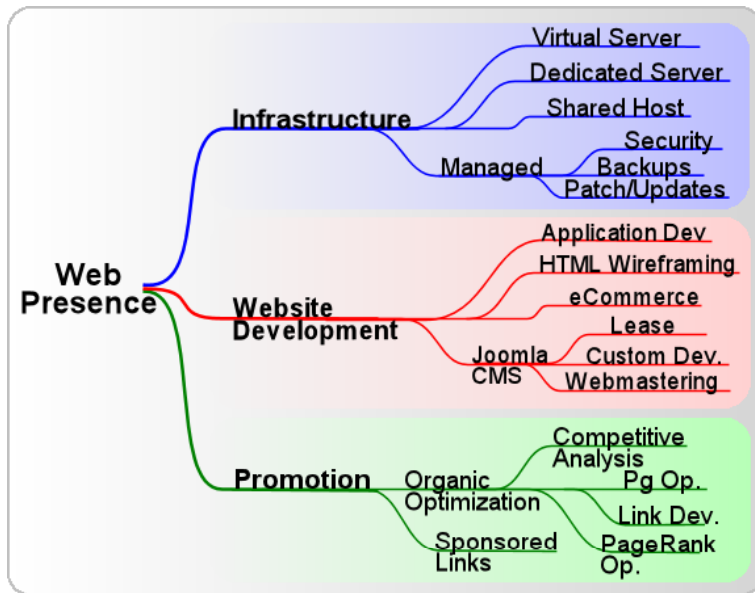 Web
Presence
Infrastructure
Virtual Server
Dedicated Server
Shared Host
Managed
Security
Backups
Patch/Updates
Website
Development
Application Dev
HTML Wireframing
eCommerce
Joomla
CMS
Lease
Custom Dev.
Webmastering
Promotion
Organic
Optimization
Competitive
Analysis
Pg Op.
Link Dev.
PageRank
Op.
Sponsored
Links